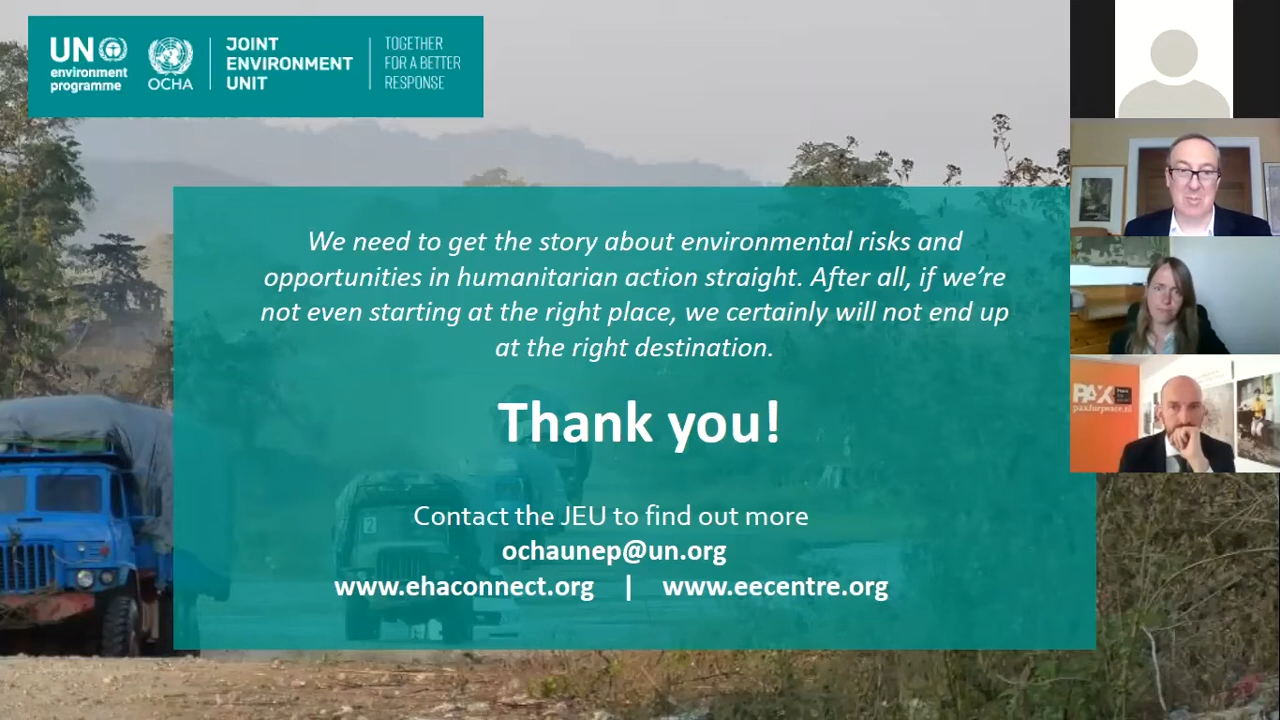 UN
environment
programme
OCHA
JOINT
ENVIRONMENT
UNIT
TOGETHER
FOR A BETTER
RESPONSE
We need to get the story about environmental risks and
opportunities in humanitarian action straight. After all, if we’re
not even starting at the right place, we certainly will not end up
at the right destination.
Thank you!
Contact the JEU to find out more
ochaunep@un.org
www.ehaconnect.org | www.eecentre.org
2
PAX
paxforpeace.nl